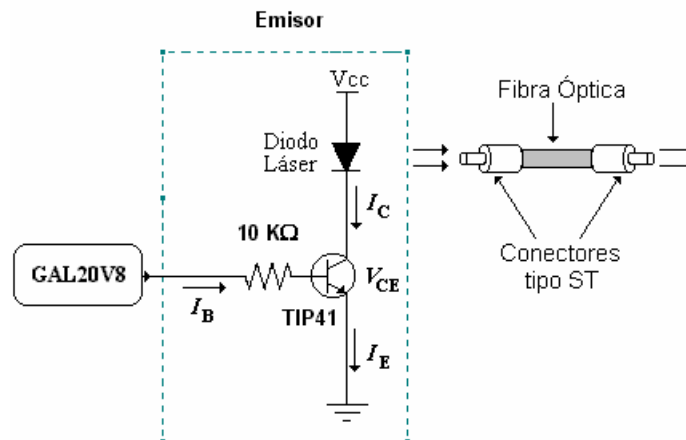 Emisor
Vcc
Diodo
Láser
I_C
10 KΩ
GAL20V8
I_B
TIP41
V_CE
I_E
Fibra Óptica
Conectores
tipo ST